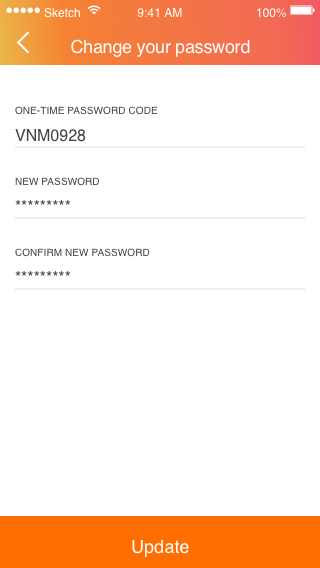 Sketch 9:41 AM 100%
Change your password
ONE-TIME PASSWORD CODE
VNM0928
NEW PASSWORD
*********
CONFIRM NEW PASSWORD
*********
Update